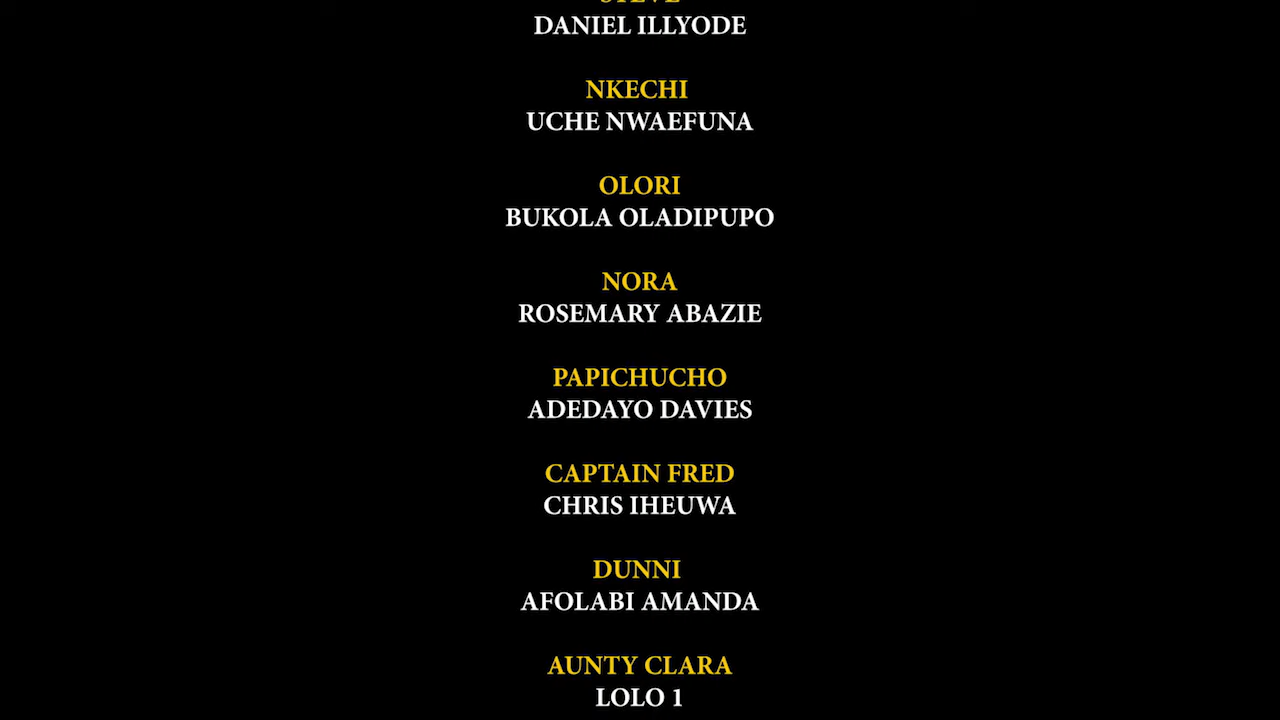 STEVE
DANIEL ILLYODE
NKECHI
UCHE NWAEFUNA
OLORI
BUKOLA OLADIPUPO
NORA
ROSEMARY ABAZIE
PAPICHUCHO
ADEDAYO DAVIES
CAPTAIN FRED
CHRIS IHEUWA
DUNNI
AFOLABI AMANDA
AUNTY CLARA
LOLO 1